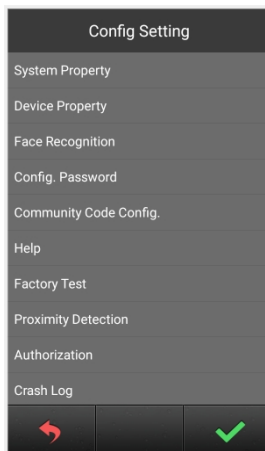 Config Setting
System Property
Device Property
Face Recognition
Config. Password
Community Code Config.
Help
Factory Test
Proximity Detection
Authorization
Crash Log